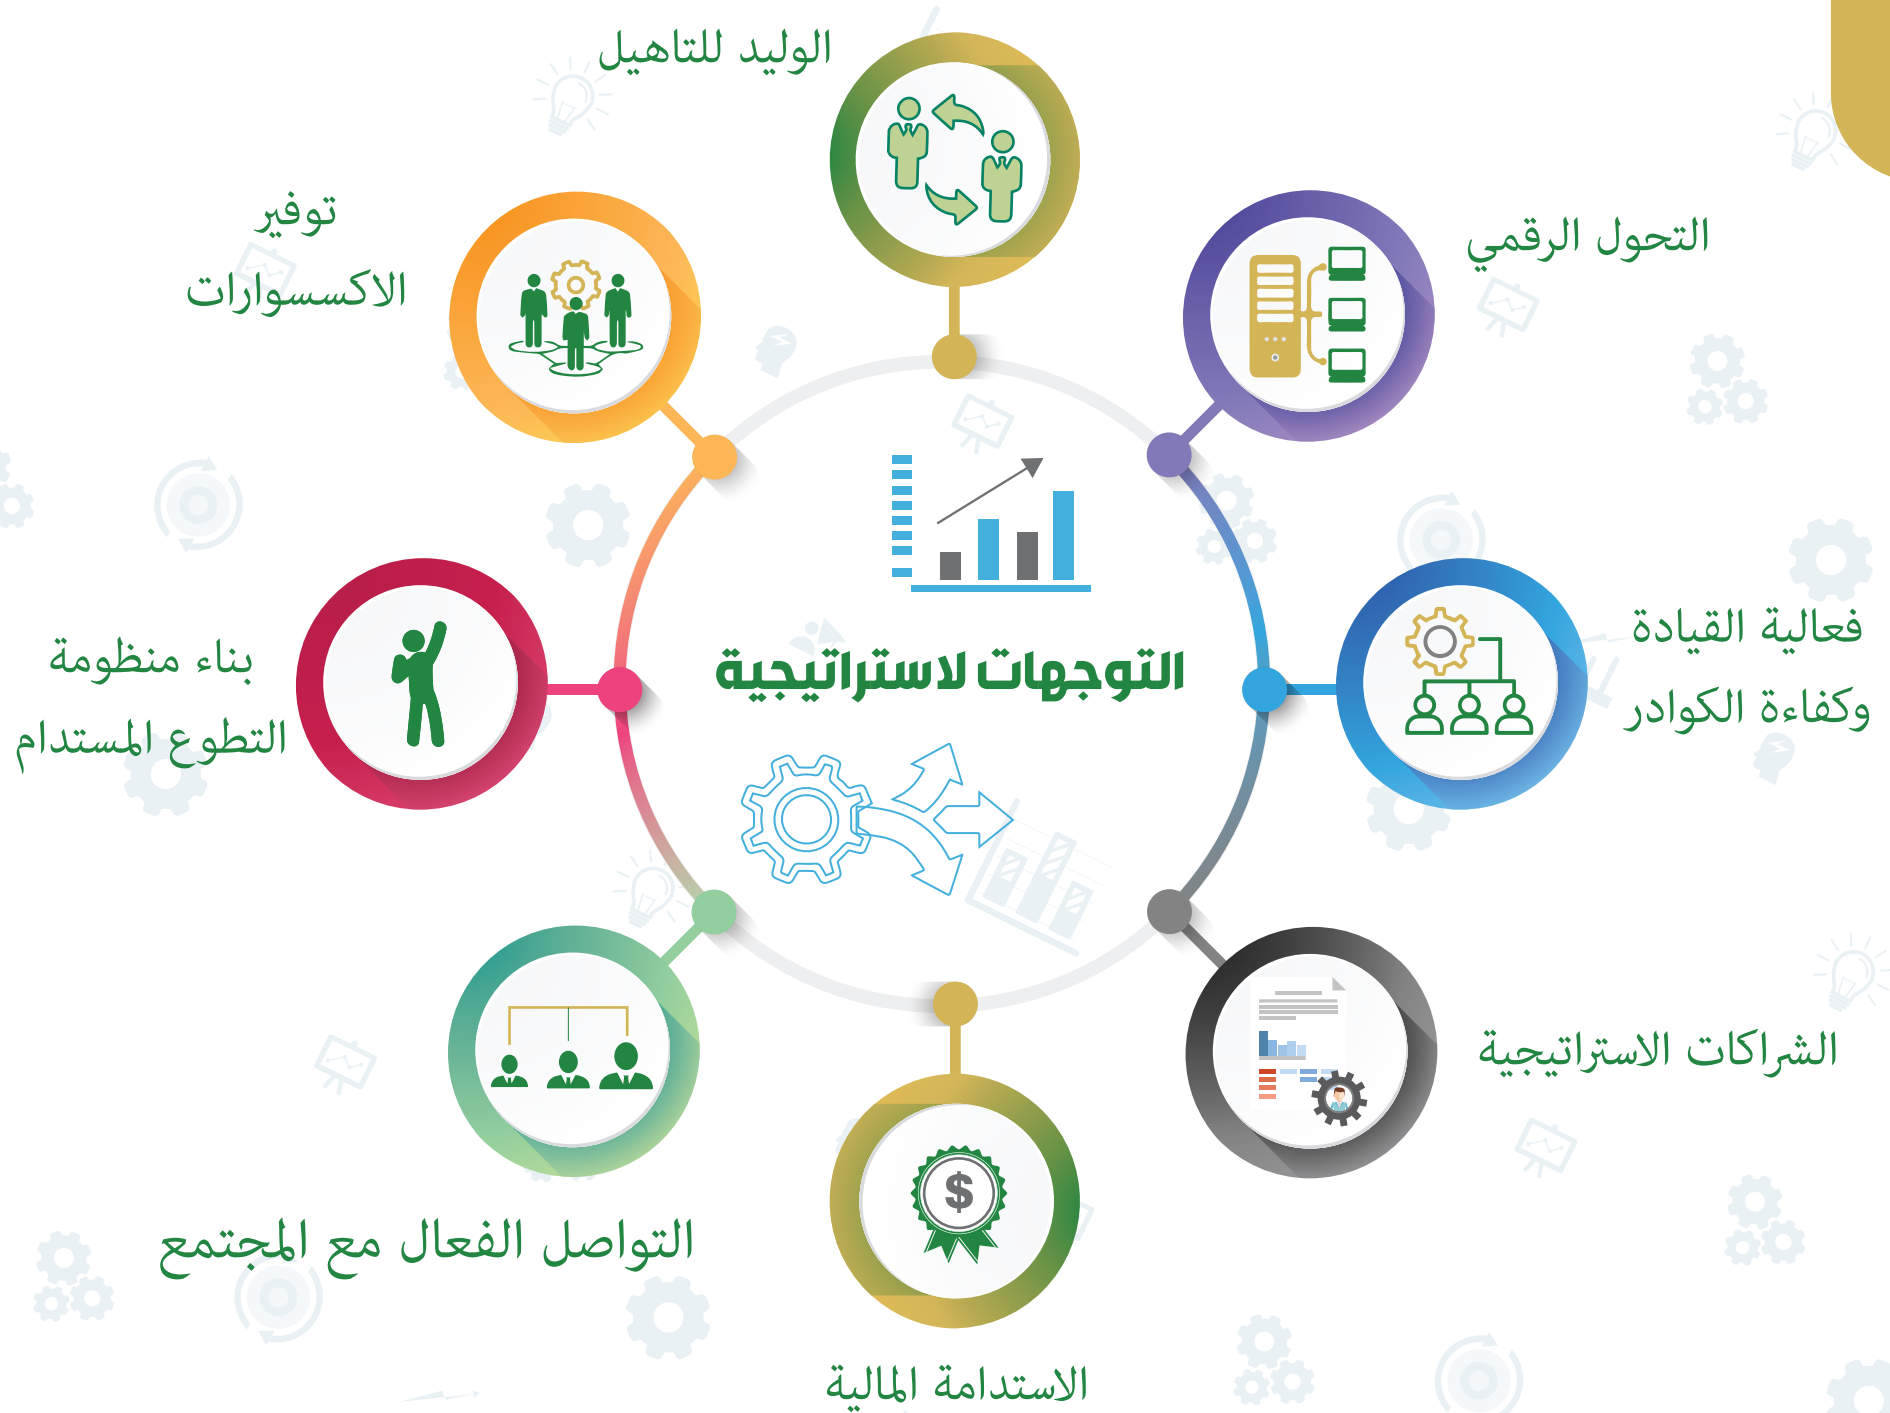 الوليد للتاهيل
التحول الرقمي
توفير
الاكسسوارات
فعالية القيادة
وكفاءة الكوادر
التوجهات لاستراتيجية
بناء منظومة
التطوع المستدام
الشراكات الاستراتيجية
$
التواصل الفعال مع المجتمع
الاستدامة المالية